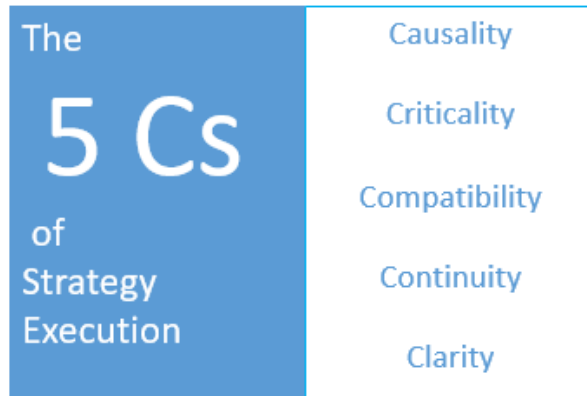 The
5 Cs
of
Strategy
Execution
Causality
Criticality
Compatibility
Continuity
Clarity